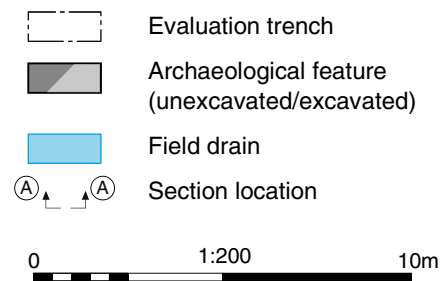 Evaluation trench
Archaeological feature
(unexcavated/excavated)
Field drain
A A Section location
0 1:200 10m